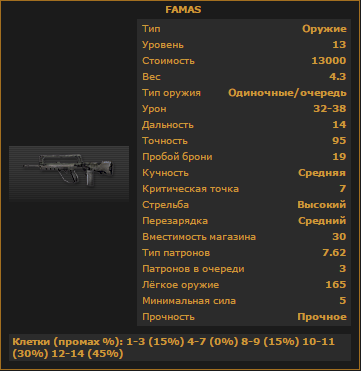 FAMAS
Тип Оружие
Уровень 13
Стоимость 13000
Вес 4.3
Тип оружия Одиночные/очередь
Урон 32-38
Дальность 14
Точность 95
Пробой брони 19
Кучность Средняя
Критическая точка 7
Стрельба Высокий
Перезарядка Средний
Вместимость магазина 30
Тип патронов 7.62
Патронов в очереди 3
Лёгкое оружие 165
Минимальная сила 5
Прочность Прочное
Клетки (промах %): 1-3 (15%) 4-7 (0%) 8-9 (15%) 10-11
(30%) 12-14 (45%)